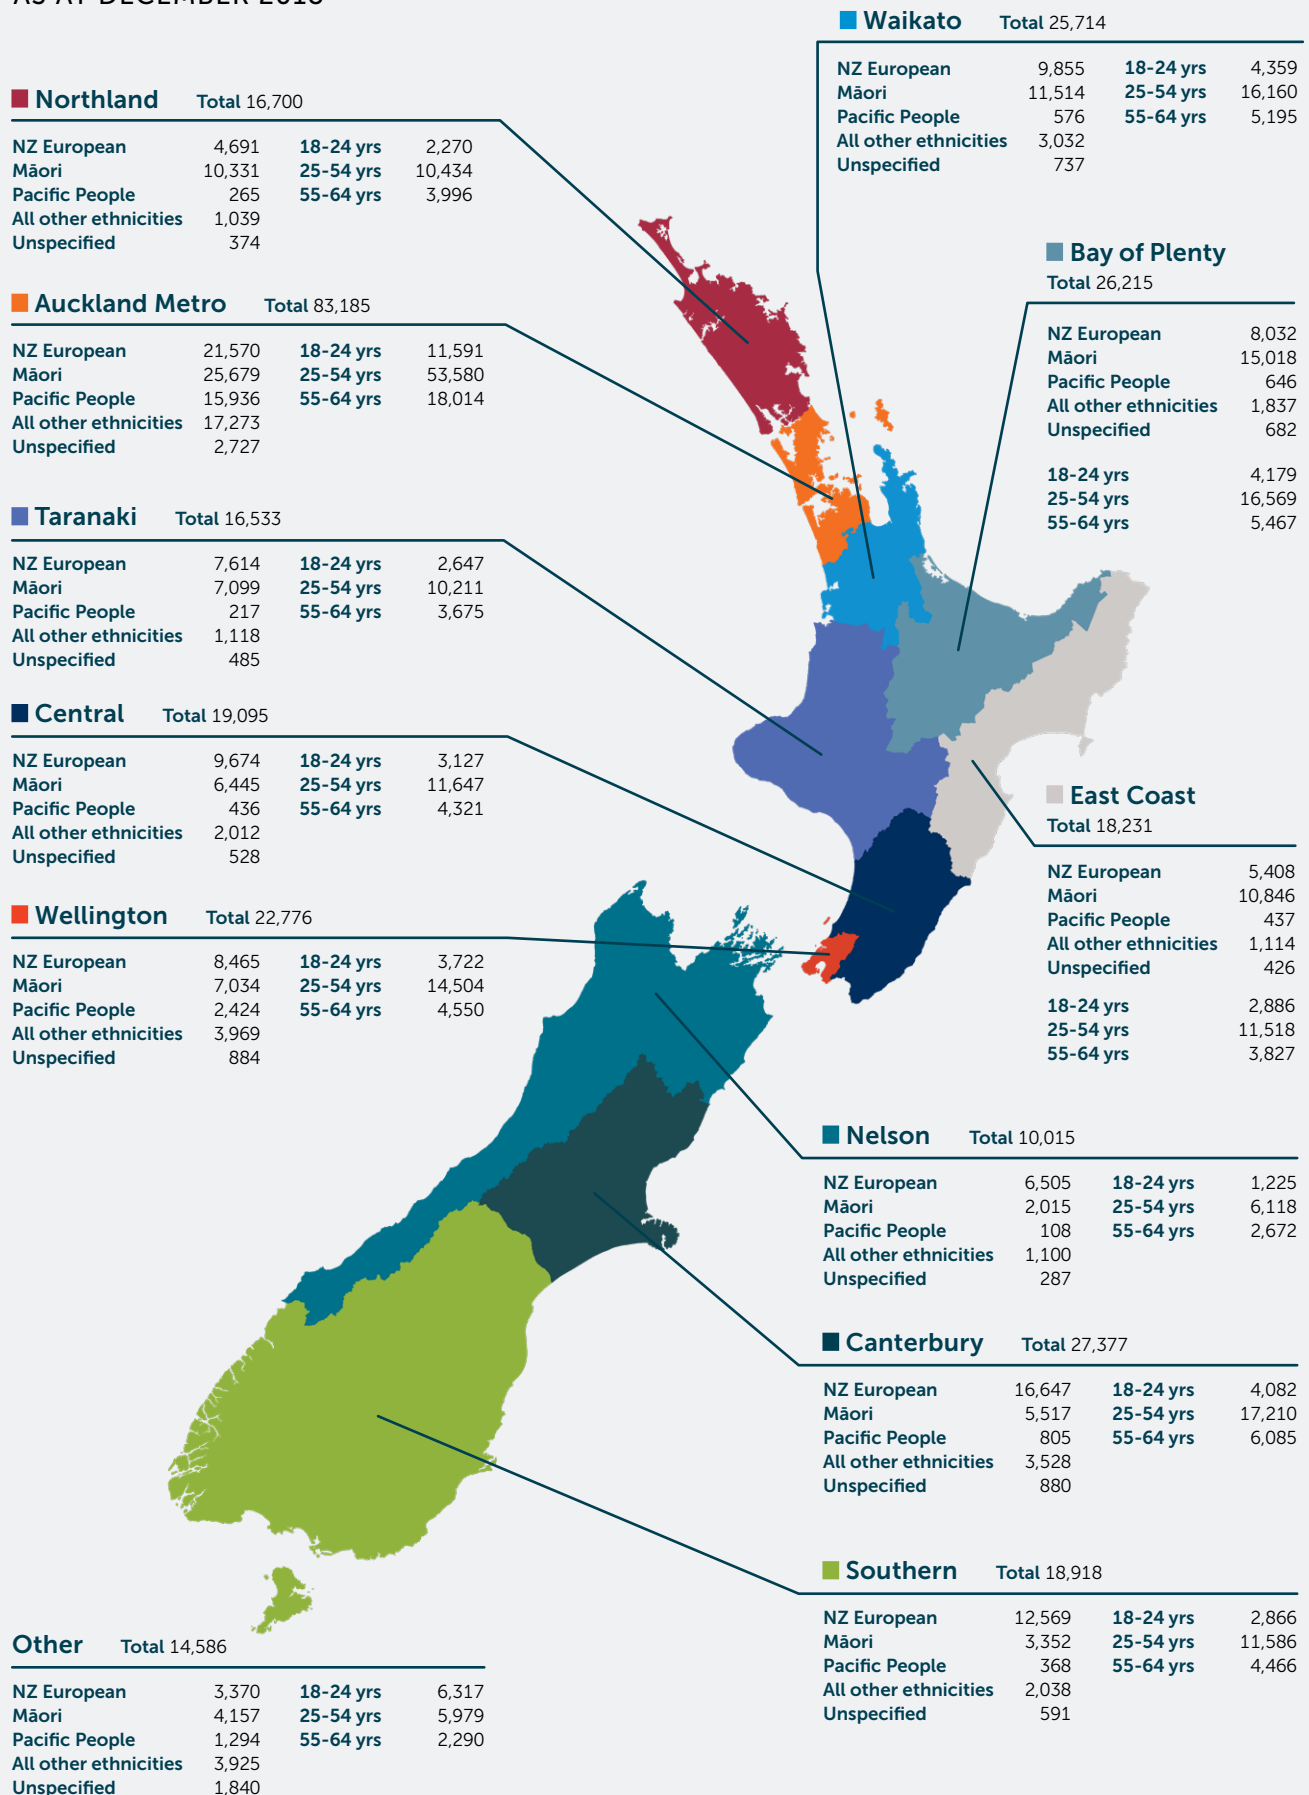 Waikato Total 25,714
NZ European 9,855 18-24 yrs 4,359
Māori 11,514 25-54 yrs 16,160
Pacific People 576 55-64 yrs 5,195
All other ethnicities 3,032
Unspecified 737
Northland Total 16,700
NZ European 4,691 18-24 yrs 2,270
Māori 10,331 25-54 yrs 10,434
Pacific People 265 55-64 yrs 3,996
All other ethnicities 1,039
Unspecified 374
Bay of Plenty
Total 26,215
NZ European 8,032
Māori 15,018
Pacific People 646
All other ethnicities 1,837
Unspecified 682
18-24 yrs 4,179
25-54 yrs 16,569
55-64 yrs 5,467
Auckland Metro Total 83,185
NZ European 21,570 18-24 yrs 11,591
Māori 25,679 25-54 yrs 53,580
Pacific People 15,936 55-64 yrs 18,014
All other ethnicities 17,273
Unspecified 2,727
Taranaki Total 16,533
NZ European 7,614 18-24 yrs 2,647
Māori 7,099 25-54 yrs 10,211
Pacific People 217 55-64 yrs 3,675
All other ethnicities 1,118
Unspecified 485
Central Total 19,095
NZ European 9,674 18-24 yrs 3,127
Māori 6,445 25-54 yrs 11,647
Pacific People 436 55-64 yrs 4,321
All other ethnicities 2,012
Unspecified 528
East Coast
Total 18,231
NZ European 5,408
Māori 10,846
Pacific People 437
All other ethnicities 1,114
Unspecified 426
18-24 yrs 2,886
25-54 yrs 11,518
55-64 yrs 3,827
Wellington Total 22,776
NZ European 8,465 18-24 yrs 3,722
Māori 7,034 25-54 yrs 14,504
Pacific People 2,424 55-64 yrs 4,550
All other ethnicities 3,969
Unspecified 884
Nelson Total 10,015
NZ European 6,505 18-24 yrs 1,225
Māori 2,015 25-54 yrs 6,118
Pacific People 108 55-64 yrs 2,672
All other ethnicities 1,100
Unspecified 287
Canterbury Total 27,377
NZ European 16,647 18-24 yrs 4,082
Māori 5,517 25-54 yrs 17,210
Pacific People 805 55-64 yrs 6,085
All other ethnicities 3,528
Unspecified 880
Southern Total 18,918
NZ European 12,569 18-24 yrs 2,866
Māori 3,352 25-54 yrs 11,586
Pacific People 368 55-64 yrs 4,466
All other ethnicities 2,038
Unspecified 591
Other Total 14,586
NZ European 3,370 18-24 yrs 6,317
Māori 4,157 25-54 yrs 5,979
Pacific People 1,294 55-64 yrs 2,290
All other ethnicities 3,925
Unspecified 1,840